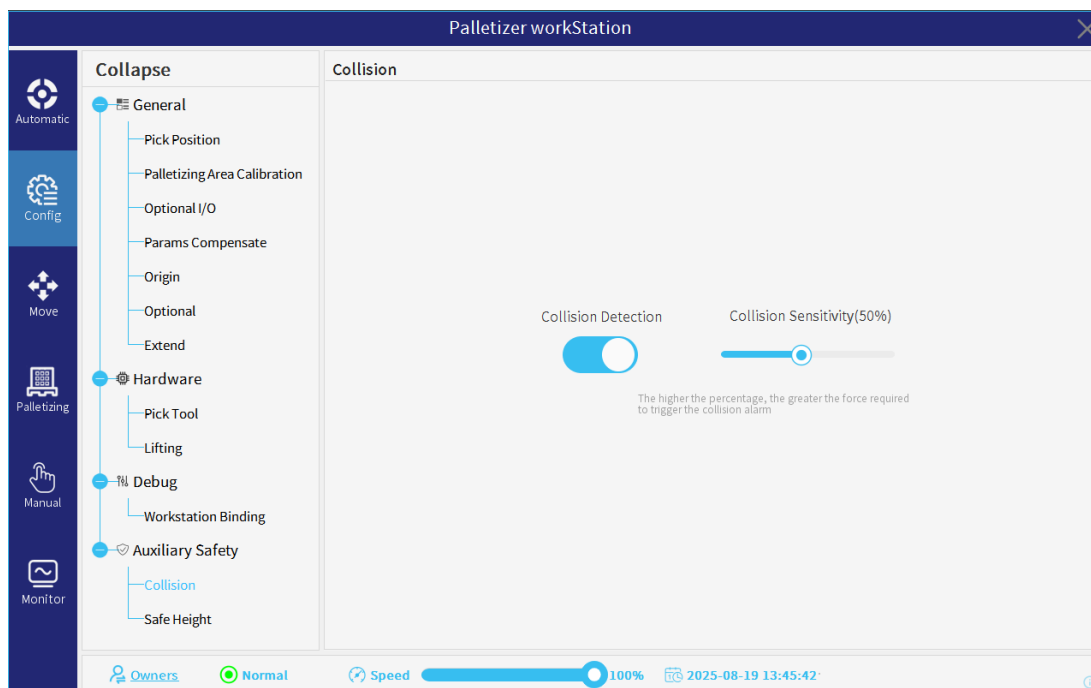 Palletizer workStation
Automatic
Config
Move
Palletizing
Manual
Monitor
Collapse
General
Pick Position
Palletizing Area Calibration
Optional I/O
Params Compensate
Origin
Optional
Extend
Hardware
Pick Tool
Lifting
Debug
Workstation Binding
Auxiliary Safety
Collision
Safe Height
Collision
Collision Detection
Collision Sensitivity(50%)
The higher the percentage, the greater the force required
to trigger the collision alarm
Owners
Normal
Speed
100%
2025-08-19 13:45:42